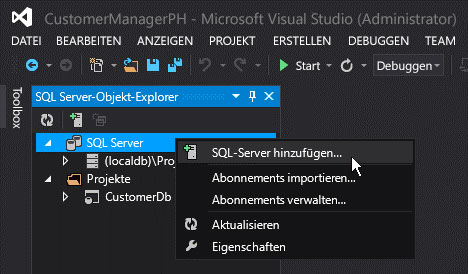 CustomerManagerPH - Microsoft Visual Studio (Administrator)
DATEI BEARBEITEN ANZEIGEN PROJEKT ERSTELLEN DEBUGGEN TEAM
Start Debuggen
Toolbox
SQL Server-Objekt-Explorer
SQL Server
SQL-Server hinzufügen...
(localdb)\Pro
Abonnements importieren...
Projekte
Abonnements verwalten...
CustomerDb
Aktualisieren
Eigenschaften